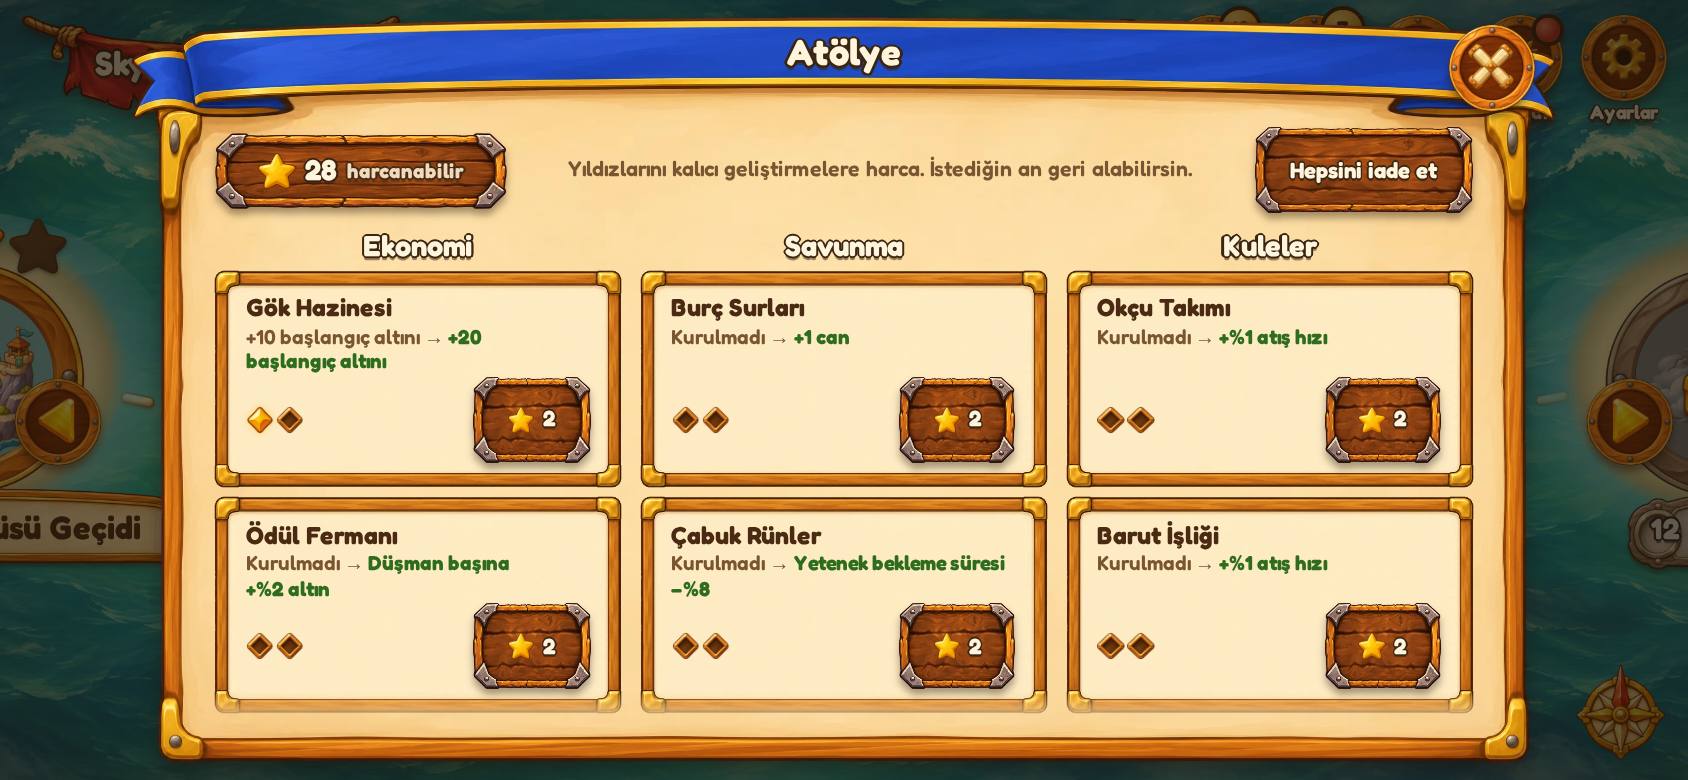 Atölye
Sky
Ayarlar
28 harcanabilir
Yıldızlarını kalıcı geliştirmelere harca. İstediğin an geri alabilirsin.
Hepsini iade et
Ekonomi
Savunma
Kuleler
Gök Hazinesi
+10 başlangıç altını → +20
başlangıç altını
2
Burç Surları
Kurulmadı → +1 can
2
Okçu Takımı
Kurulmadı → +%1 atış hızı
2
Ödül Fermanı
Kurulmadı → Düşman başına
+%2 altın
2
Çabuk Rünler
Kurulmadı → Yetenek bekleme süresi
−%8
2
Barut İşliği
Kurulmadı → +%1 atış hızı
2
üsü Geçidi
12